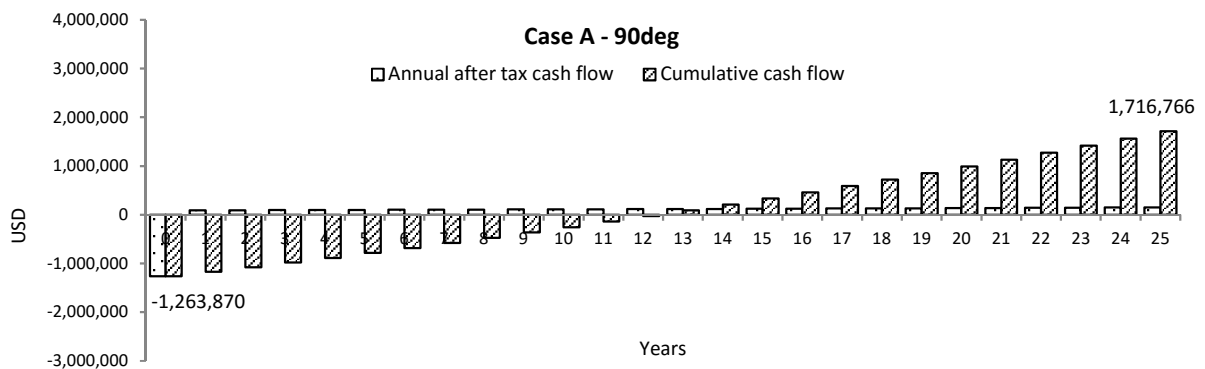 4,000,000
Case A - 90deg
3,000,000
Annual after tax cash flow Cumulative cash flow
2,000,000
1,716,766
1,000,000
USD
0
0 1 2 3 4 5 6 7 8 9 10 11 12 13 14 15 16 17 18 19 20 21 22 23 24 25
-1,000,000
-1,263,870
-2,000,000
Years
-3,000,000